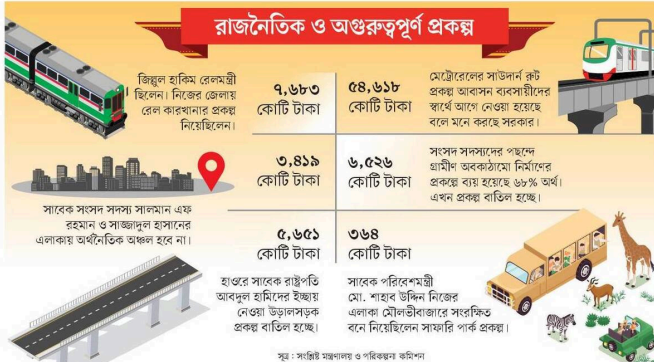 রাজনৈতিক ও অগুরুত্বপূর্ণ প্রকল্প
জিল্লুল হাকিম রেলমন্ত্রী
ছিলেন। নিজের জেলায়
রেল কারখানার প্রকল্প
নিয়েছিলেন।
৭,৬৮৩
কোটি টাকা
৫৪,৬১৮
কোটি টাকা
মেট্রোরেলের সাউদার্ন রুট
প্রকল্প আবাসন ব্যবসায়ীদের
স্বার্থে আগে নেওয়া হয়েছে
বলে মনে করছে সরকার।
৩,৪১৯
কোটি টাকা
সাবেক সংসদ সদস্য সালমান এফ
রহমান ও সাজ্জাদুল হাসানের
এলাকায় অর্থনৈতিক অঞ্চল হবে না।
৬,৫২৬
কোটি টাকা
সংসদ সদস্যদের পছন্দে
গ্রামীণ অবকাঠামো নির্মাণের
প্রকল্পে ব্যয় হয়েছে ৬৮% অর্থ।
এখন প্রকল্প বাতিল হচ্ছে।
৫,৬৫১
কোটি টাকা
হাওরে সাবেক রাষ্ট্রপতি
আবদুল হামিদের ইচ্ছায়
নেওয়া উড়ালসড়ক
প্রকল্প বাতিল হচ্ছে।
৩৬৪
কোটি টাকা
সাবেক পরিবেশমন্ত্রী
মো. শাহাব উদ্দিন নিজের
এলাকা মৌলভীবাজারে সংরক্ষিত
বনে নিয়েছিলেন সাফারি পার্ক প্রকল্প।
সূত্র : সংশ্লিষ্ট মন্ত্রণালয় ও পরিকল্পনা কমিশন